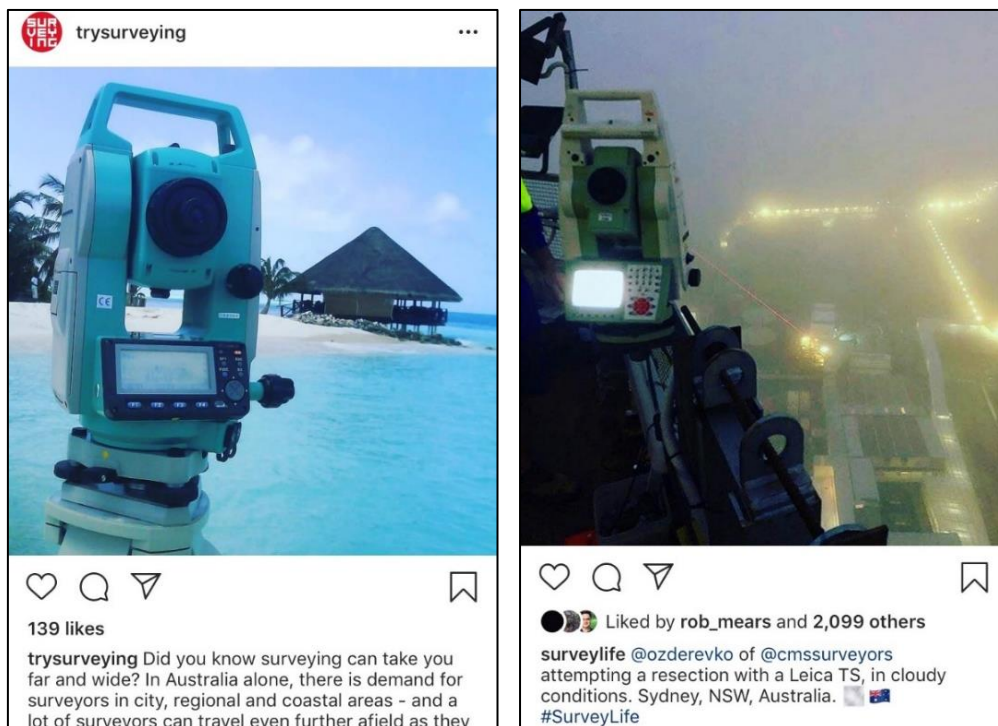 SUR
VEY
ING
trysurveying
CE
139 likes
trysurveying Did you know surveying can take you
far and wide? In Australia alone, there is demand for
surveyors in city, regional and coastal areas - and a
lot of surveyors can travel even further afield as they
Liked by rob_mears and 2,099 others
surveylife @ozderevko of @cmssurveyors
attempting a resection with a Leica TS, in cloudy
conditions. Sydney, NSW, Australia. 🇦🇺
#SurveyLife